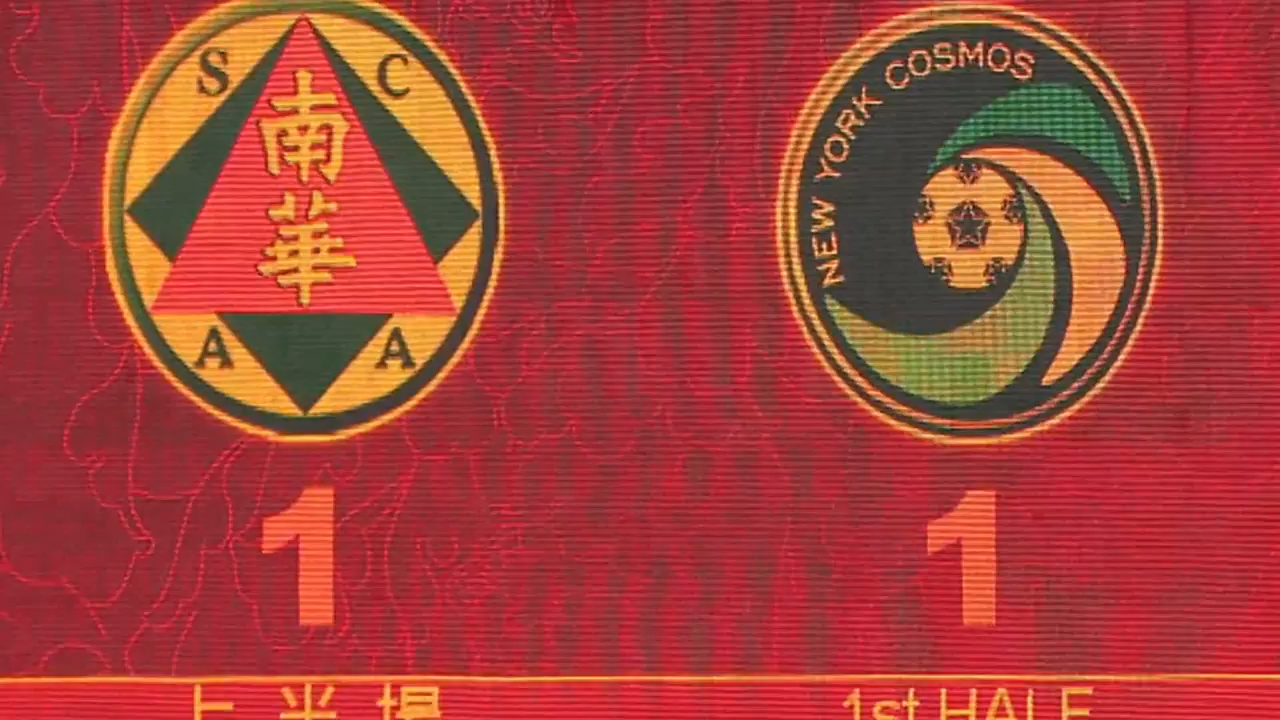 S C
南
華
A A
NEW YORK COSMOS
1 1
上半場 1st HALF